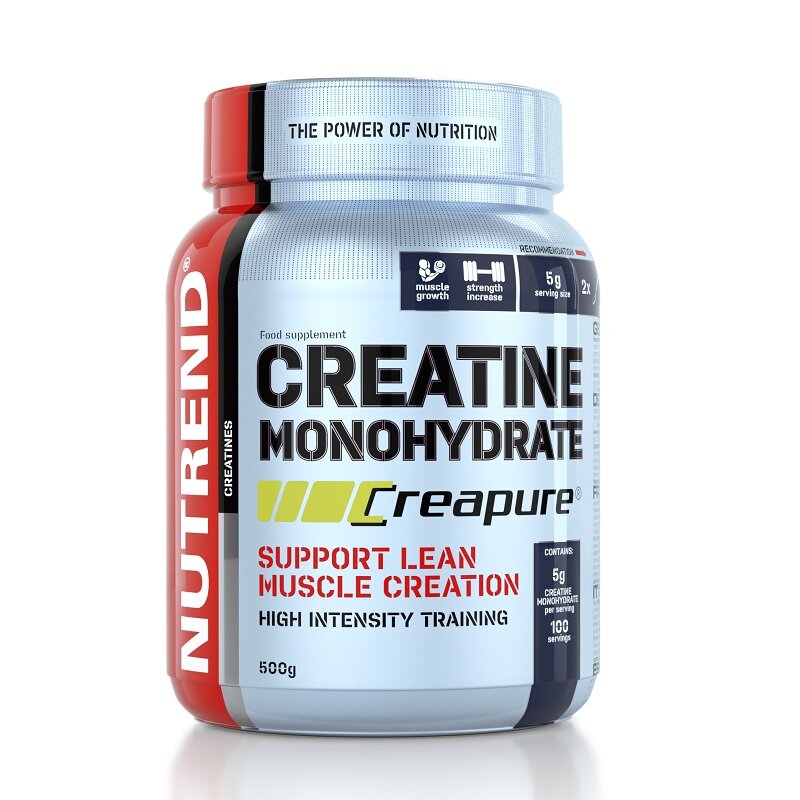 THE POWER OF NUTRITION
RECOMMENDATION
muscle
growth
strength
increase
5g
serving size
2x
NUTREND®
CREATINES
Food supplement
CREATINE
MONOHYDRATE
Creapure®
SUPPORT LEAN
MUSCLE CREATION
HIGH INTENSITY TRAINING
500g
CONTAINS:
5g
CREATINE
MONOHYDRATE
per serving
100
servings